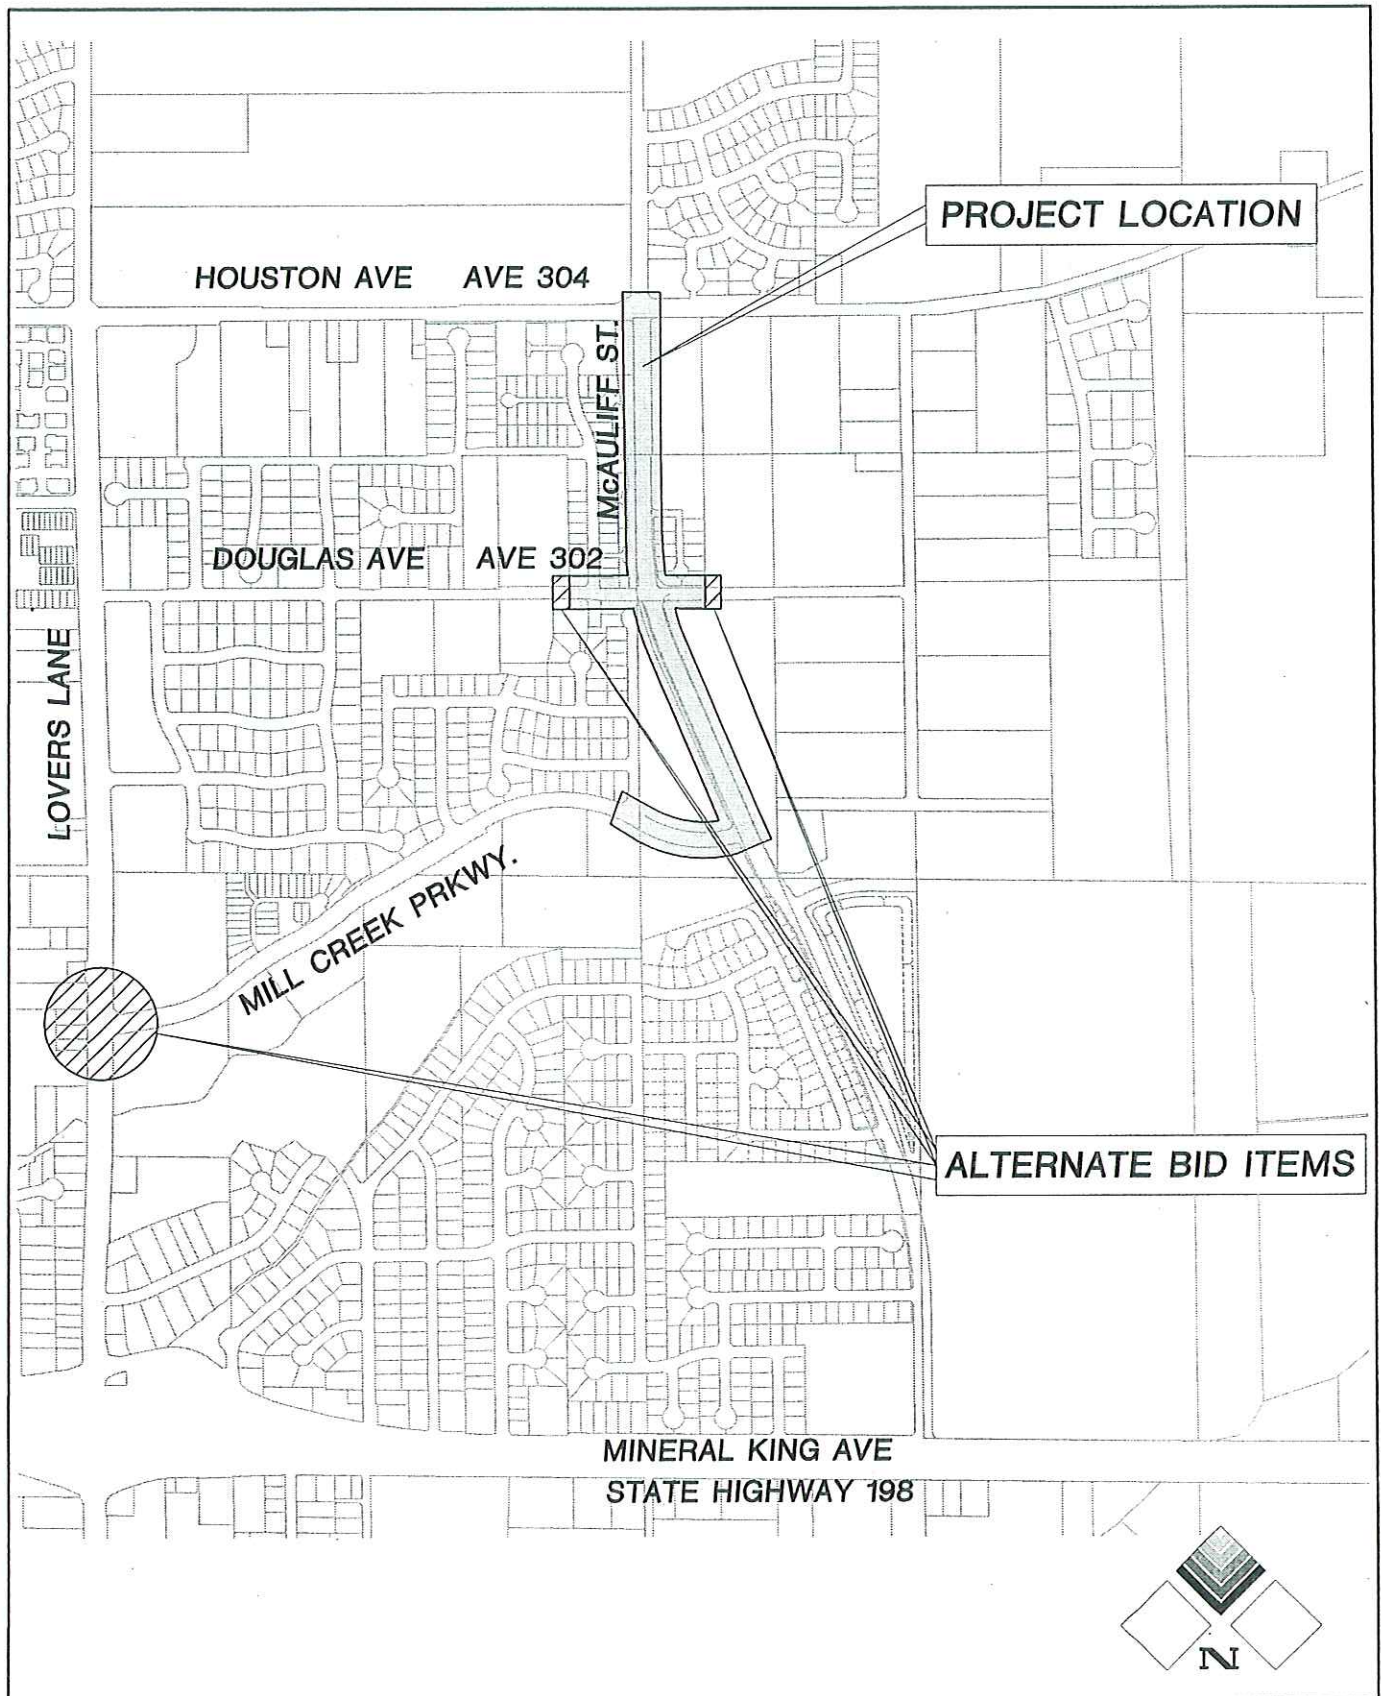 PROJECT LOCATION
HOUSTON AVE AVE 304
McAULIFF ST.
DOUGLAS AVE AVE 302
LOVERS LANE
MILL CREEK PRKWY.
ALTERNATE BID ITEMS
MINERAL KING AVE
STATE HIGHWAY 198
N